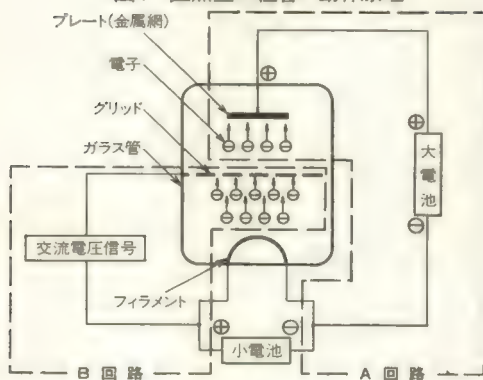 プレート(金属網)
電子
グリッド
ガラス管
交流電圧信号
フィラメント
大電池
小電池
⊕
⊕
⊖
⊕
⊖
B回路
A回路